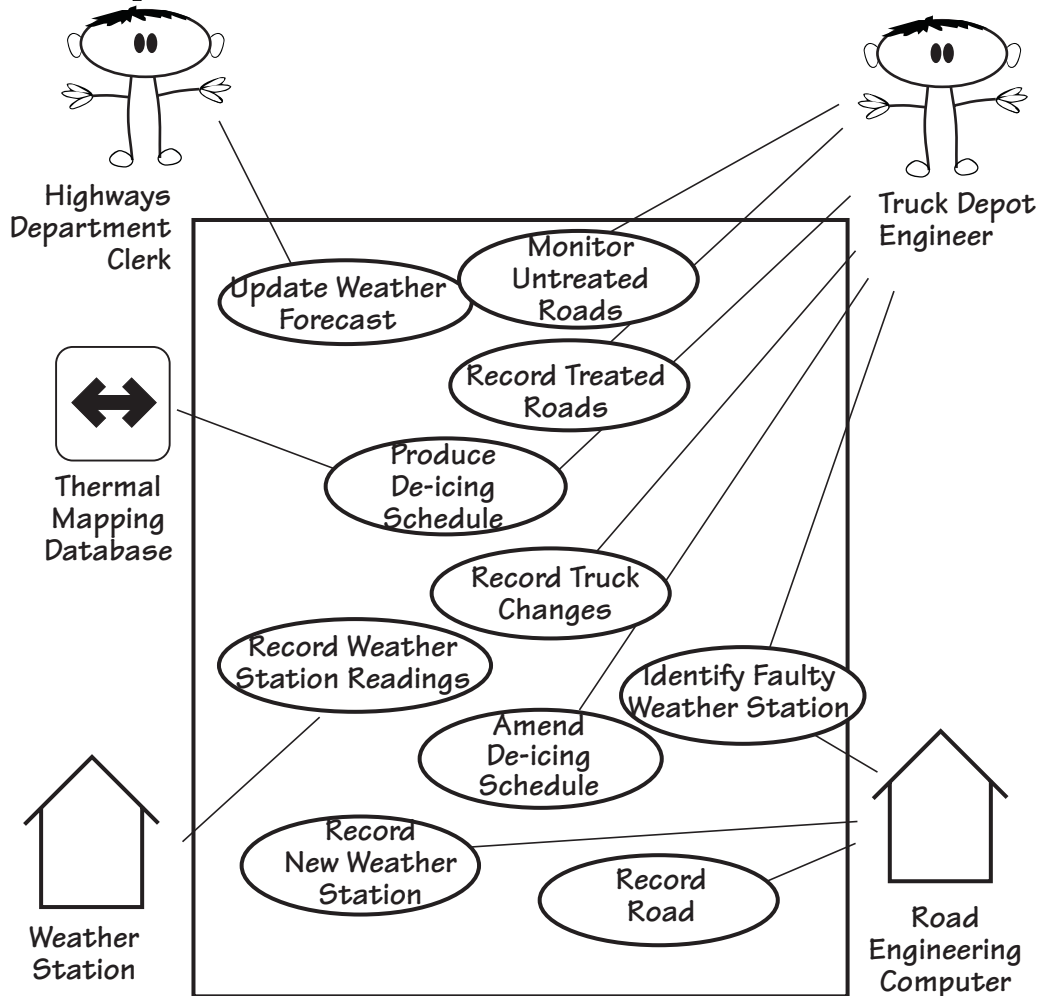 Highways
Department
Clerk
Truck Depot
Engineer
Monitor
Untreated
Roads
Update Weather
Forecast
Record Treated
Roads
Produce
De-icing
Schedule
Thermal
Mapping
Database
Record Truck
Changes
Record Weather
Station Readings
Identify Faulty
Weather Station
Amend
De-icing
Schedule
Record
New Weather
Station
Record
Road
Weather
Station
Road
Engineering
Computer